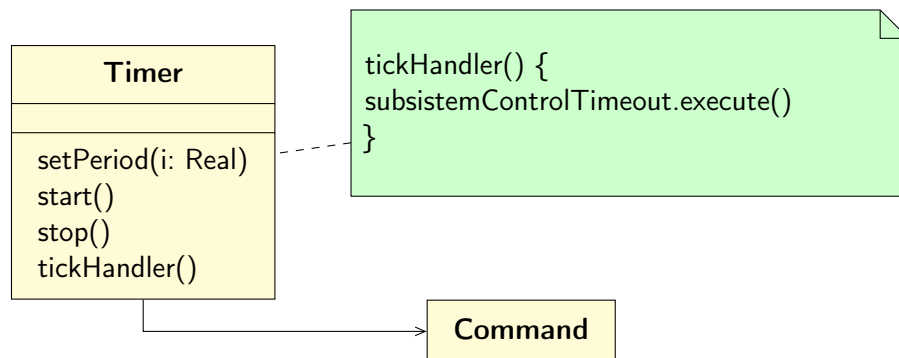 Timer
setPeriod(i: Real)
start()
stop()
tickHandler()
tickHandler() {
subsistemControlTimeout.execute()
}
Command